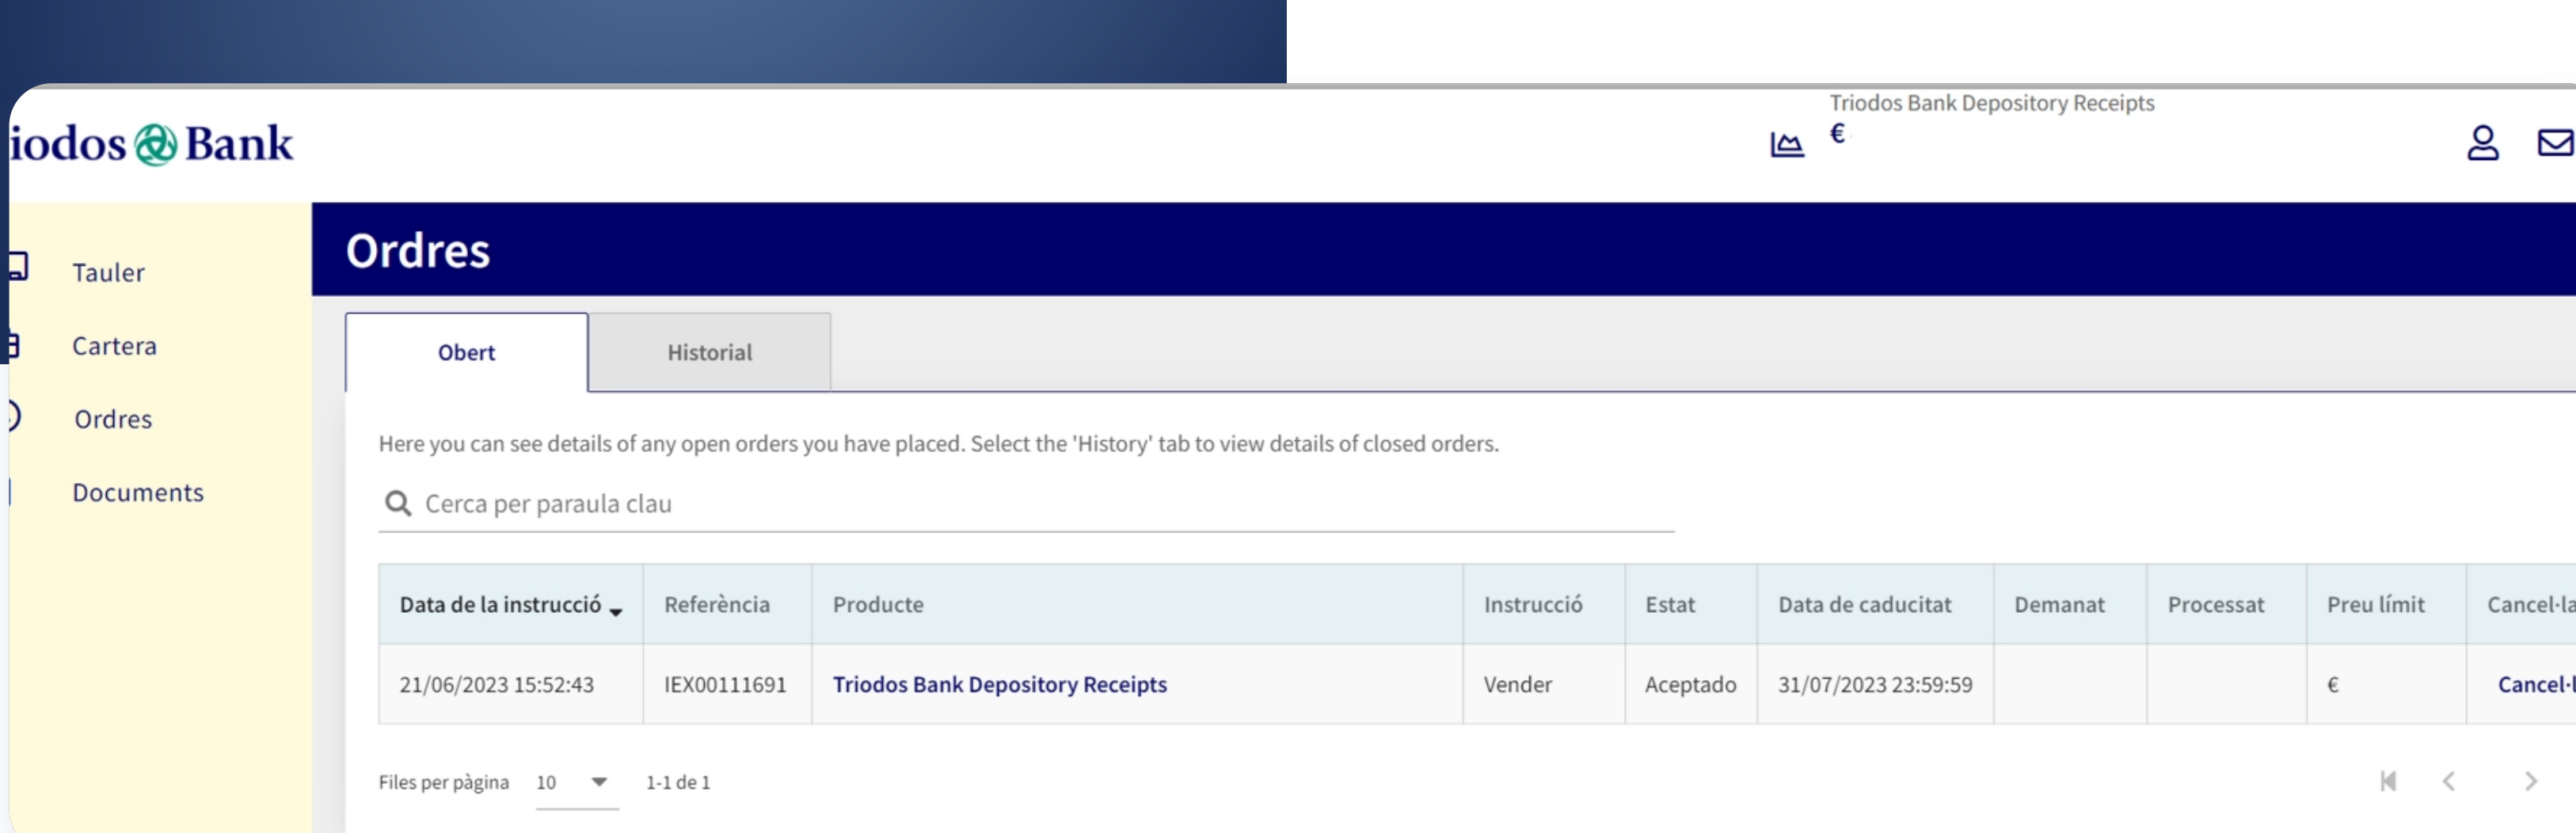 iodos Bank
Triodos Bank Depository Receipts
€
Tauler
Cartera
Ordres
Documents
Ordres
Obert Historial
Here you can see details of any open orders you have placed. Select the 'History' tab to view details of closed orders.
Cerca per paraula clau
Data de la instrucció Referència Producte Instrucció Estat Data de caducitat Demanat Processat Preu límit Cancel·la
21/06/2023 15:52:43 IEX00111691 Triodos Bank Depository Receipts Vender Aceptado 31/07/2023 23:59:59 € Cancel·l
Files per pàgina 10 1-1 de 1